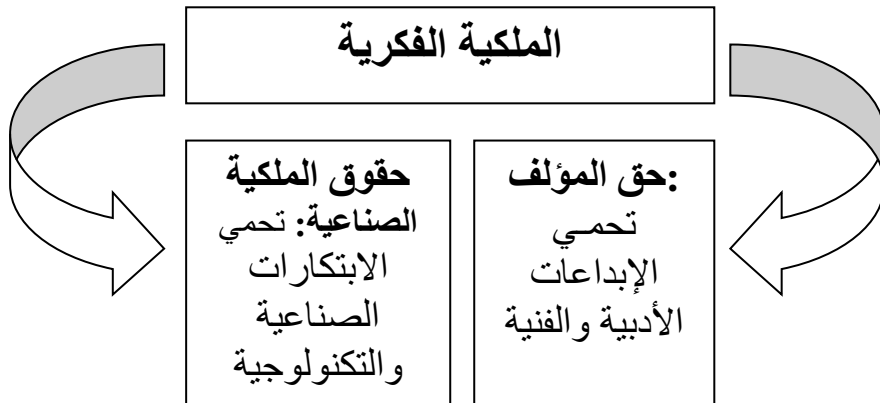 الملكية الفكرية
حق المؤلف:
تحمـي
الإبداعات
الأدبية والفنية
حقوق الملكية
الصناعية: تحمي
الابتكارات
الصناعية
والتكنولوجية